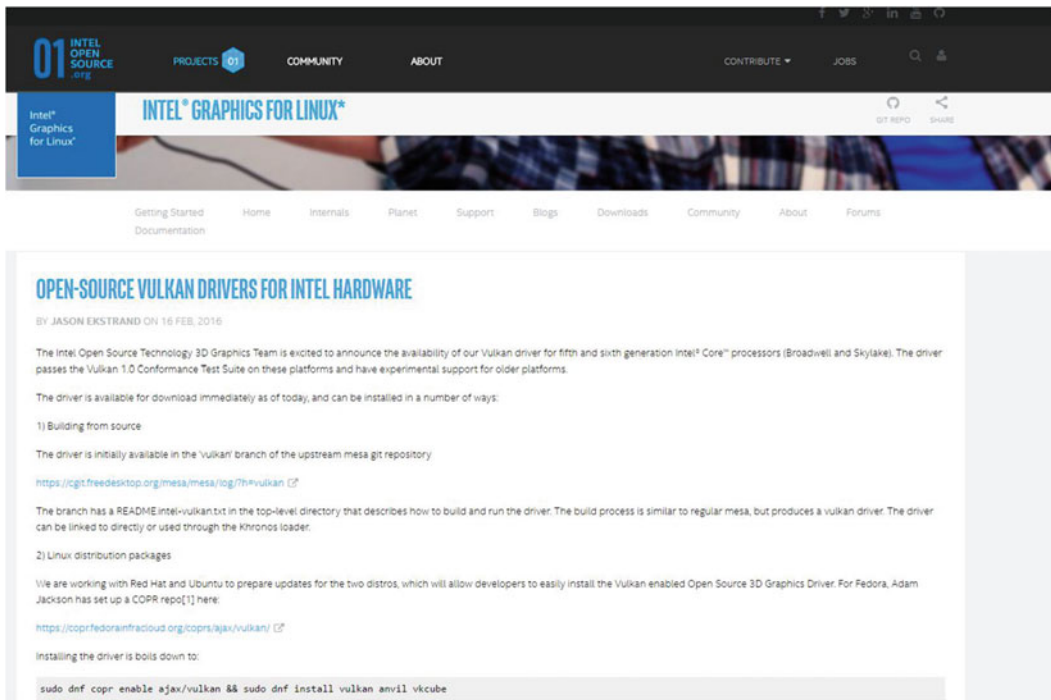 01 INTEL
OPEN
SOURCE
.org
PROJECTS 01 COMMUNITY ABOUT CONTRIBUTE JOBS
Intel®
Graphics
for Linux*
INTEL® GRAPHICS FOR LINUX*
GIT REPO SHARE
Getting Started Home Internals Planet Support Blogs Downloads Community About Forums
Documentation
OPEN-SOURCE VULKAN DRIVERS FOR INTEL HARDWARE
BY JASON EKSTRAND ON 16 FEB, 2016
The Intel Open Source Technology 3D Graphics Team is excited to announce the availability of our Vulkan driver for fifth and sixth generation Intel® Core™ processors (Broadwell and Skylake). The driver
passes the Vulkan 1.0 Conformance Test Suite on these platforms and have experimental support for older platforms.
The driver is available for download immediately as of today, and can be installed in a number of ways:
1) Building from source
The driver is initially available in the 'vulkan' branch of the upstream mesa git repository
https://cgit.freedesktop.org/mesa/mesa/log/?h=vulkan
The branch has a README.intel-vulkan.txt in the top-level directory that describes how to build and run the driver. The build process is similar to regular mesa, but produces a vulkan driver. The driver
can be linked to directly or used through the Khronos loader.
2) Linux distribution packages
We are working with Red Hat and Ubuntu to prepare updates for the two distros, which will allow developers to easily install the Vulkan enabled Open Source 3D Graphics Driver. For Fedora, Adam
Jackson has set up a COPR repo[1] here:
https://copr.fedorainfracloud.org/coprs/ajax/vulkan/
Installing the driver is boils down to:
sudo dnf copr enable ajax/vulkan && sudo dnf install vulkan anvil vkcube